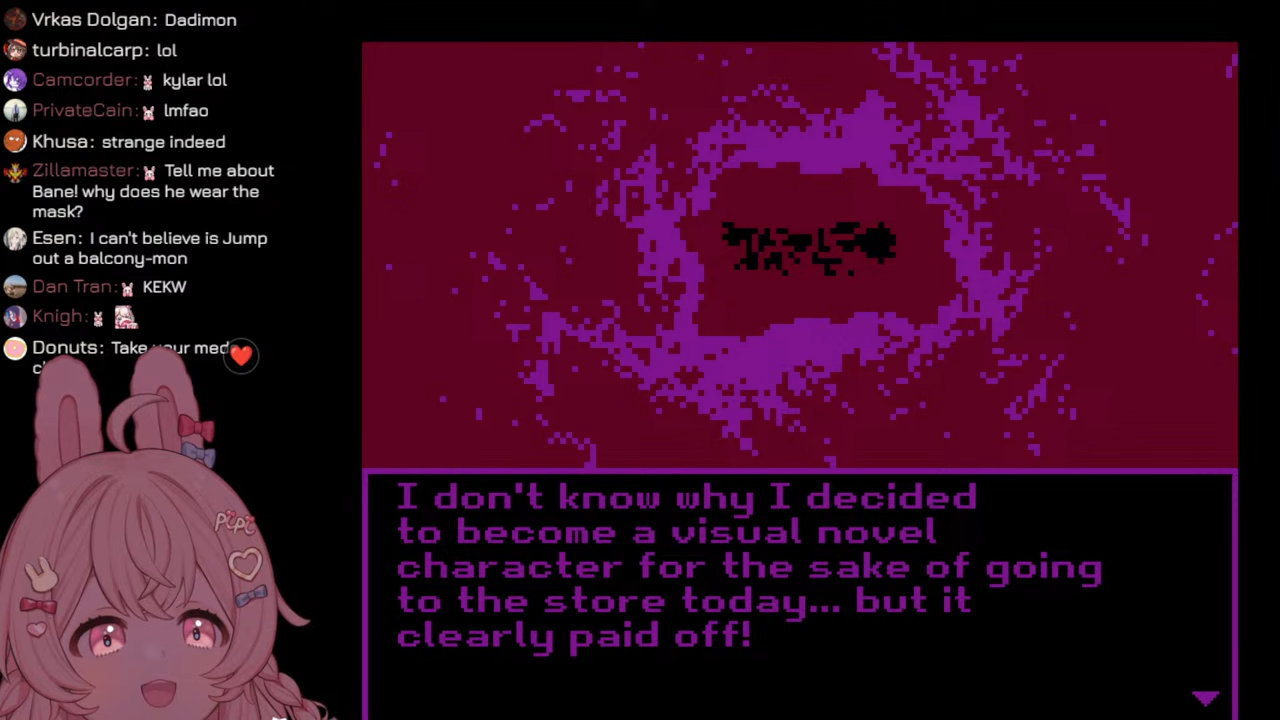 Vrkas Dolgan: Dadimon
turbinalcarp: lol
Camcorder: kylar lol
PrivateCain: lmfao
Khusa: strange indeed
Zillamaster: Tell me about
Bane! why does he wear the
mask?
Esen: I can't believe is Jump
out a balcony-mon
Dan Tran: KEKW
Knigh:
Donuts: Take your
PiPi
I don't know why I decided
to become a visual novel
character for the sake of going
to the store today... but it
clearly paid off!